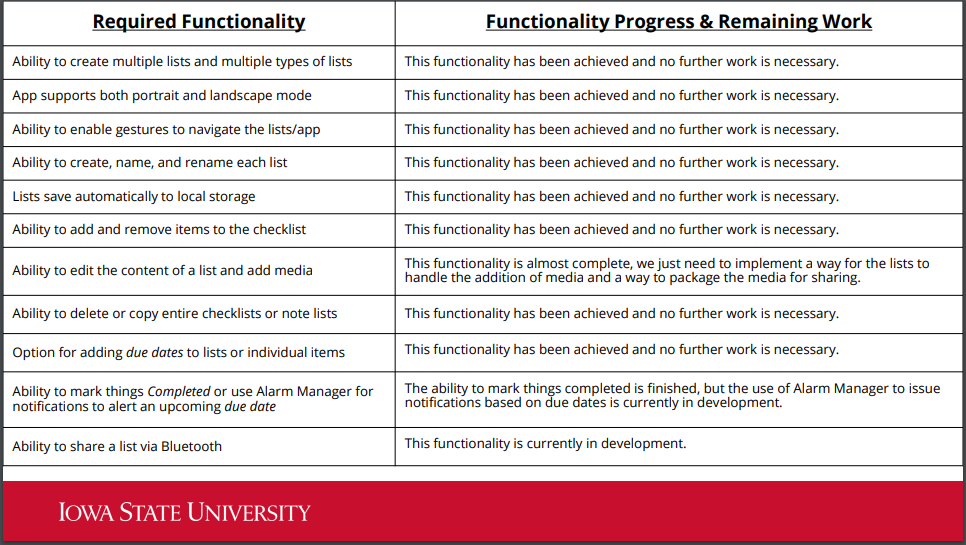 Required Functionality
Functionality Progress & Remaining Work
Ability to create multiple lists and multiple types of lists
This functionality has been achieved and no further work is necessary.
App supports both portrait and landscape mode
This functionality has been achieved and no further work is necessary.
Ability to enable gestures to navigate the lists/app
This functionality has been achieved and no further work is necessary.
Ability to create, name, and rename each list
This functionality has been achieved and no further work is necessary.
Lists save automatically to local storage
This functionality has been achieved and no further work is necessary.
Ability to add and remove items to the checklist
This functionality has been achieved and no further work is necessary.
Ability to edit the content of a list and add media
This functionality is almost complete, we just need to implement a way for the lists to
handle the addition of media and a way to package the media for sharing.
Ability to delete or copy entire checklists or note lists
This functionality has been achieved and no further work is necessary.
Option for adding due dates to lists or individual items
This functionality has been achieved and no further work is necessary.
Ability to mark things Completed or use Alarm Manager for
notifications to alert an upcoming due date
The ability to mark things completed is finished, but the use of Alarm Manager to issue
notifications based on due dates is currently in development.
Ability to share a list via Bluetooth
This functionality is currently in development.
IOWA STATE UNIVERSITY